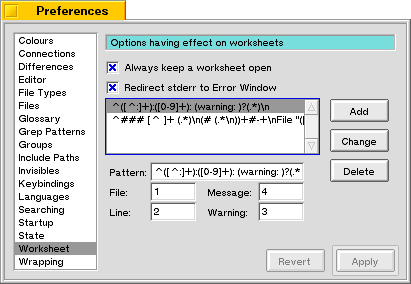 Preferences
Colours
Connections
Differences
Editor
File Types
Files
Glossary
Grep Patterns
Groups
Include Paths
Invisibles
Keybindings
Languages
Searching
Startup
State
Worksheet
Wrapping
Options having effect on worksheets
Always keep a worksheet open
Redirect stderr to Error Window
^([ ^:]+):([0-9]+): (warning: )?(.*)\n
^### [ ^ ]+ (.*)\n(# (.*\n))+#-+\nFile "(
Add
Change
Delete
Pattern: ^([ ^:]+):([0-9]+): (warning: )?(.*
File: 1 Message: 4
Line: 2 Warning: 3
Revert Apply